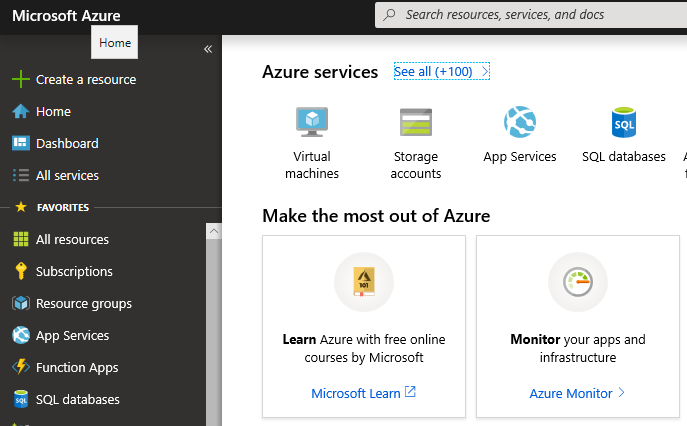 Microsoft Azure
Search resources, services, and docs
Home
«
Create a resource
Home
Dashboard
All services
FAVORITES
All resources
Subscriptions
Resource groups
App Services
Function Apps
SQL databases
Azure services
See all (+100)
Virtual
machines
Storage
accounts
App Services
SQL
SQL databases
Make the most out of Azure
101
Learn Azure with free online
courses by Microsoft
Microsoft Learn
Monitor your apps and
infrastructure
Azure Monitor